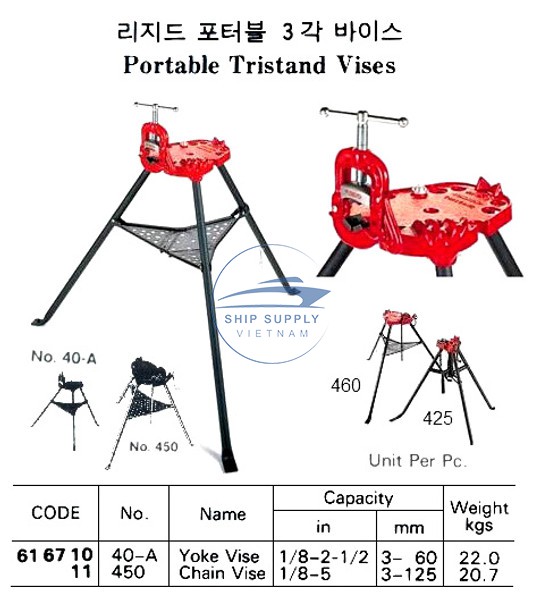 리지드 포터블 3각 바이스
Portable Tristand Vises
SHIP SUPPLY
VIETNAM
No. 40-A
No. 450
460
425
Unit Per Pc.
CODE No. Name Capacity Weight
in mm kgs
61 67 10 40-A Yoke Vise 1/8-2-1/2 3- 60 22.0
11 450 Chain Vise 1/8-5 3-125 20.7